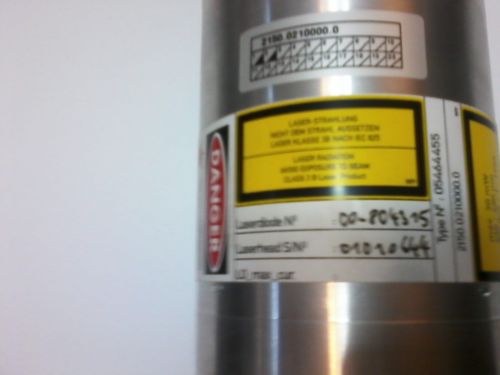 2150.0210000.0
DANGER
LASER-STRAHLUNG
NICHT DEM STRAHL AUSSETZEN
LASER KLASSE 3B NACH IEC 825
LASER RADIATION
AVOID EXPOSURE TO BEAM
CLASS 3 B Laser Product
Laserdiode Nº : 00-804315
Laserhead S/Nº : 01010644
LD_max_cur.
Type Nº : 05464455
2150.0210000.0